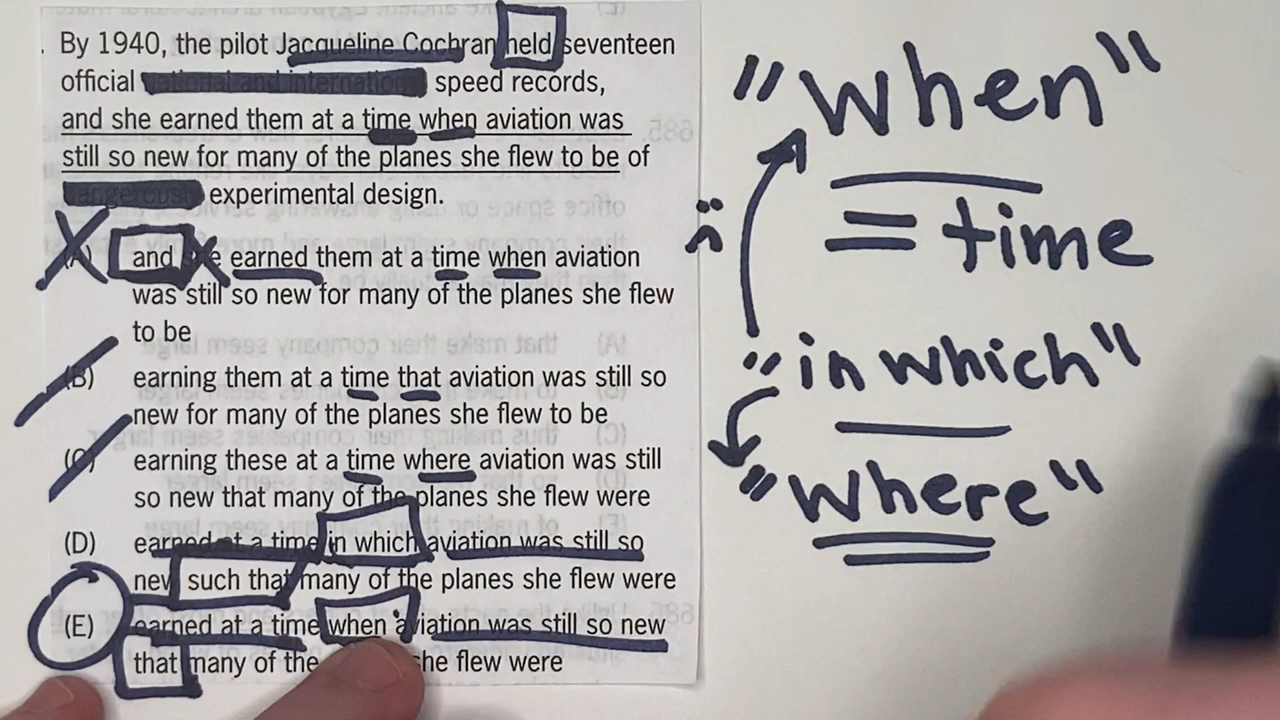 By 1940, the pilot Jacqueline Cochran held seventeen
official national and international speed records,
and she earned them at a time when aviation was
still so new for many of the planes she flew to be of
dangerously experimental design.
(A) and she earned them at a time when aviation
was still so new for many of the planes she flew
to be
(B) earning them at a time that aviation was still so
new for many of the planes she flew to be
(C) earning these at a time where aviation was still
so new that many of the planes she flew were
(D) earned at a time in which aviation was still so
new such that many of the planes she flew were
(E) earned at a time when aviation was still so new
that many of the she flew were
"when"
= time
"in which"
"where"